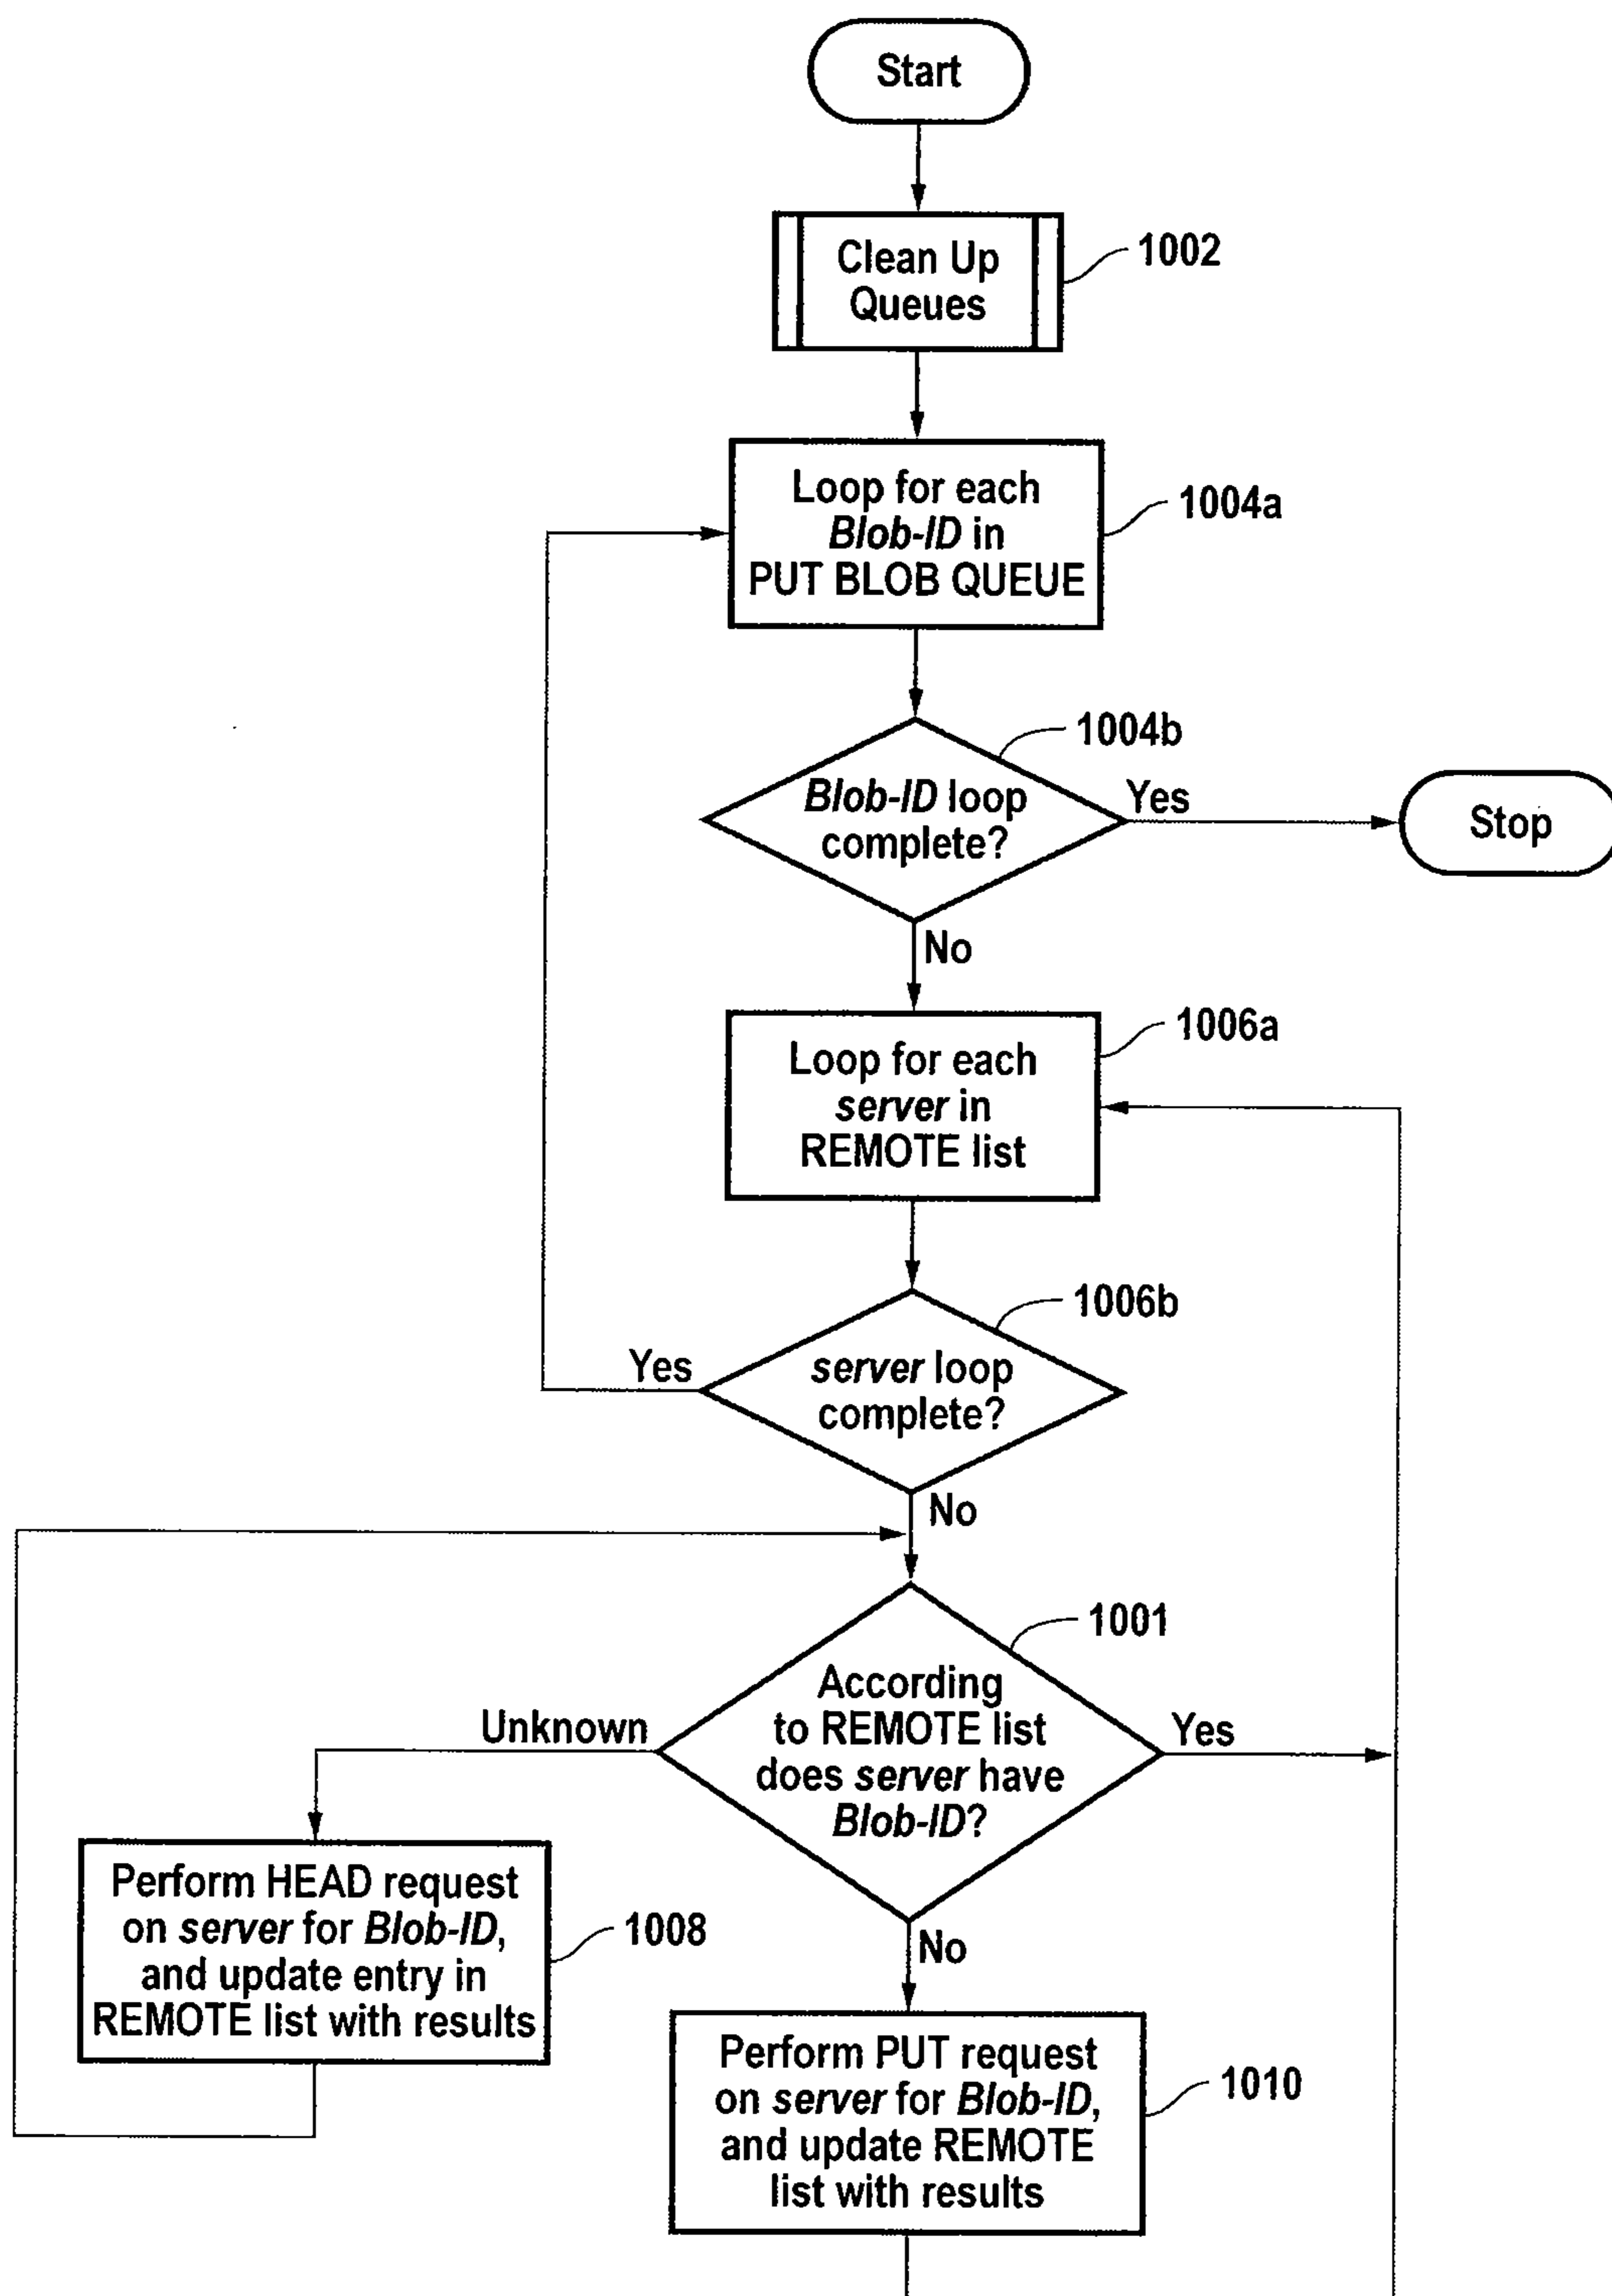 Start
Clean Up
Queues
1002
Loop for each
Blob-ID in
PUT BLOB QUEUE
1004a
1004b
Blob-ID loop
complete?
Yes
Stop
No
1006a
Loop for each
server in
REMOTE list
1006b
server loop
complete?
Yes
No
1001
According
to REMOTE list
does server have
Blob-ID?
Unknown
Yes
Perform HEAD request
on server for Blob-ID,
and update entry in
REMOTE list with results
1008
No
Perform PUT request
on server for Blob-ID,
and update REMOTE
list with results
1010